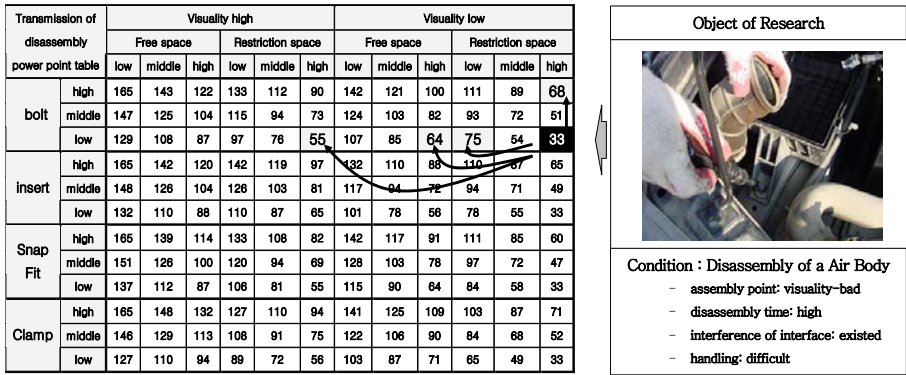 Transmission of disassembly power point table Visuality high Visuality low
Free space Restriction space Free space Restriction space
low middle high low middle high low middle high low middle high
bolt high 165 143 122 133 112 90 142 121 100 111 89 68
middle 147 125 104 115 94 73 124 103 82 93 72 51
low 129 108 87 97 76 55 107 85 64 75 54 33
insert high 165 142 120 142 119 97 132 110 88 110 87 65
middle 148 126 104 126 103 81 117 94 72 94 71 49
low 132 110 88 110 87 65 101 78 56 78 55 33
Snap Fit high 165 139 114 133 108 82 142 117 91 111 85 60
middle 151 126 100 120 94 69 128 103 78 97 72 47
low 137 112 87 106 81 55 115 90 64 84 58 33
Clamp high 165 148 132 127 110 94 141 125 109 103 87 71
middle 146 129 113 108 91 75 122 106 90 84 68 52
low 127 110 94 89 72 56 103 87 71 65 49 33
Object of Research
Condition : Disassembly of a Air Body
- assembly point: visuality-bad
- disassembly time: high
- interference of interface: existed
- handling: difficult